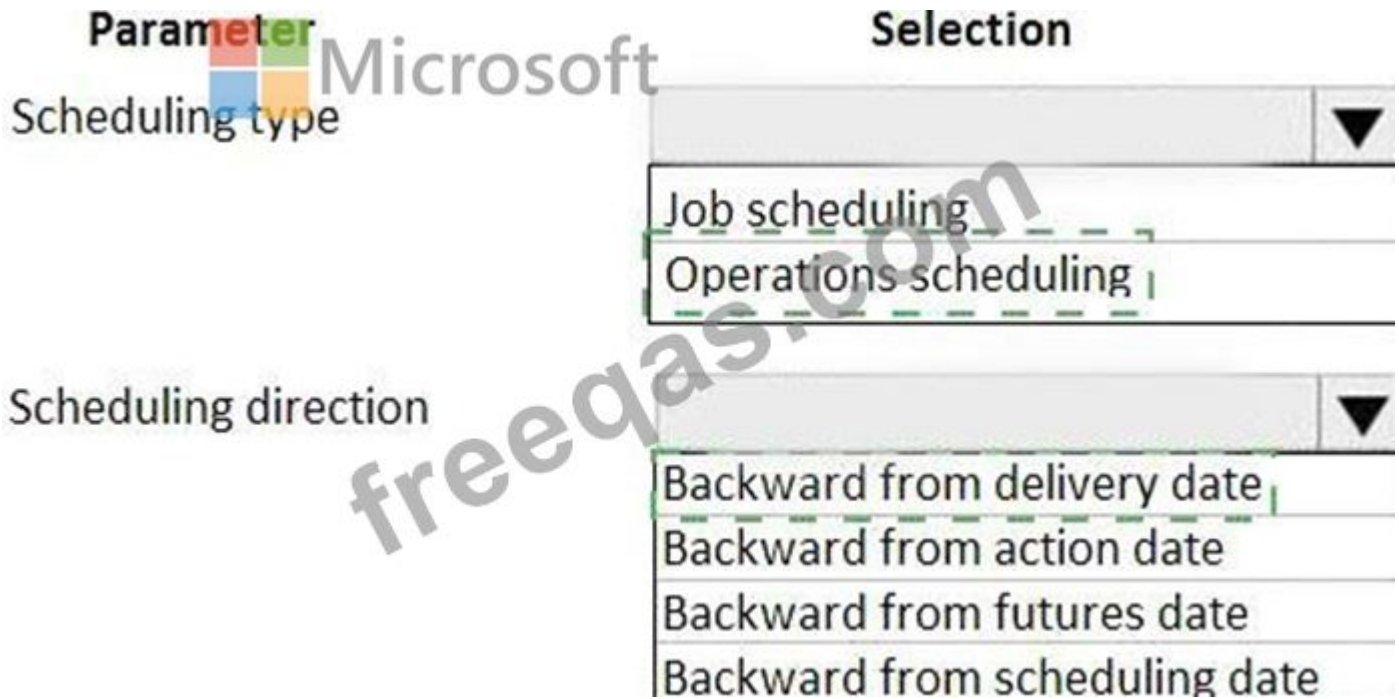 Parameter
Selection
Microsoft
Scheduling type
Job scheduling
Operations scheduling
Scheduling direction
Backward from delivery date
Backward from action date
Backward from futures date
Backward from scheduling date
freeqas.com